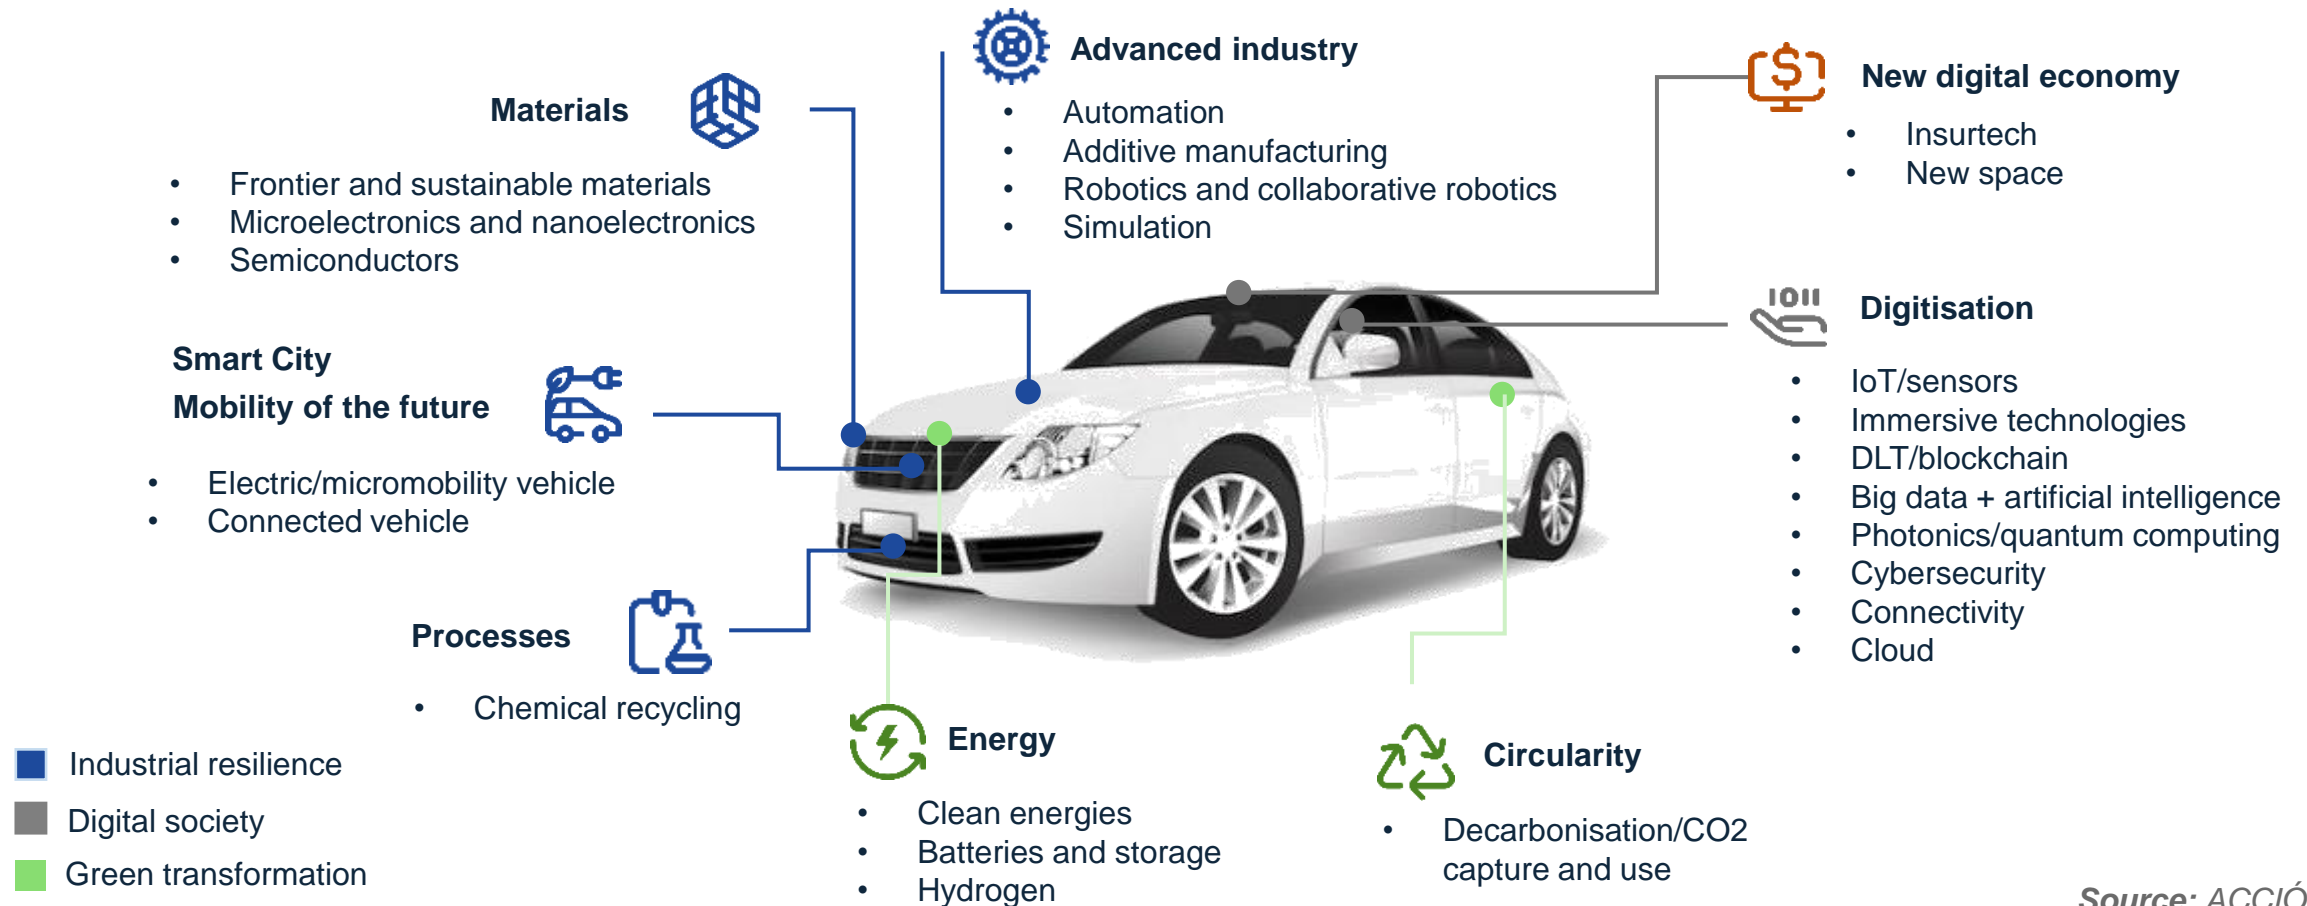 Advanced industry
• Automation
• Additive manufacturing
• Robotics and collaborative robotics
• Simulation
New digital economy
• Insurtech
• New space
Materials
• Frontier and sustainable materials
• Microelectronics and nanoelectronics
• Semiconductors
1011
Digitisation
• IoT/sensors
• Immersive technologies
• DLT/blockchain
• Big data + artificial intelligence
• Photonics/quantum computing
• Cybersecurity
• Connectivity
• Cloud
Smart City
Mobility of the future
• Electric/micromobility vehicle
• Connected vehicle
Processes
• Chemical recycling
Energy
• Clean energies
• Batteries and storage
• Hydrogen
Circularity
• Decarbonisation/CO2
capture and use
Industrial resilience
Digital society
Green transformation
Source: ACCIÓ